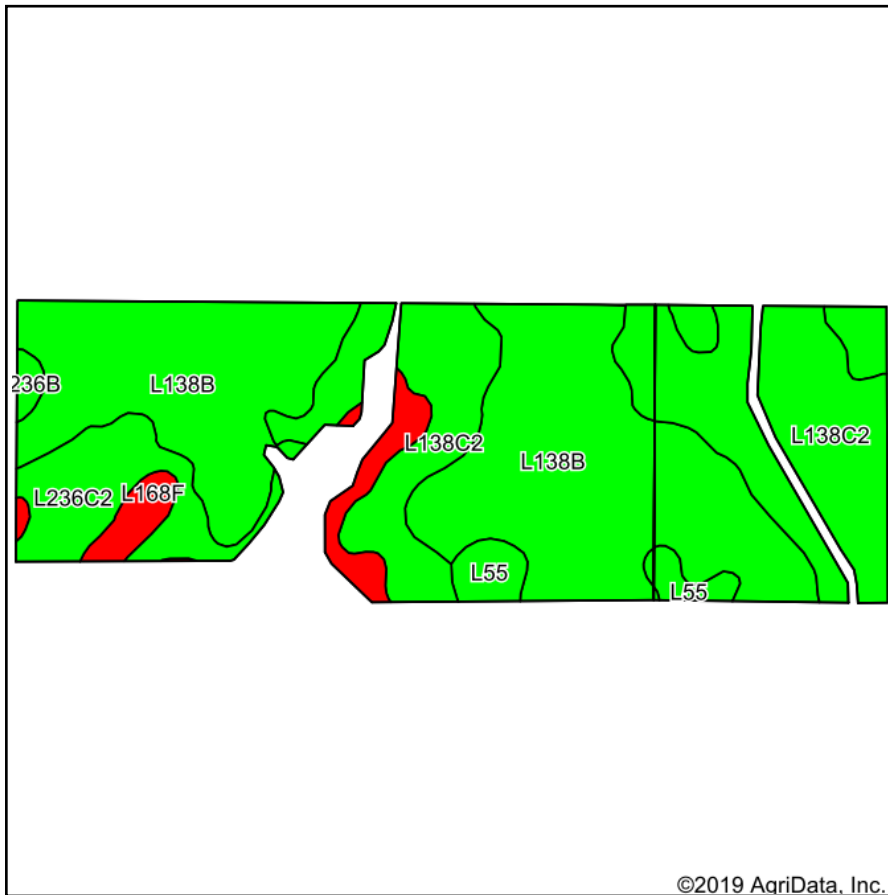 236B
L138B
L138C2
L138C2
L138B
L236C2
L168F
L55
L55
©2019 AgriData, Inc.